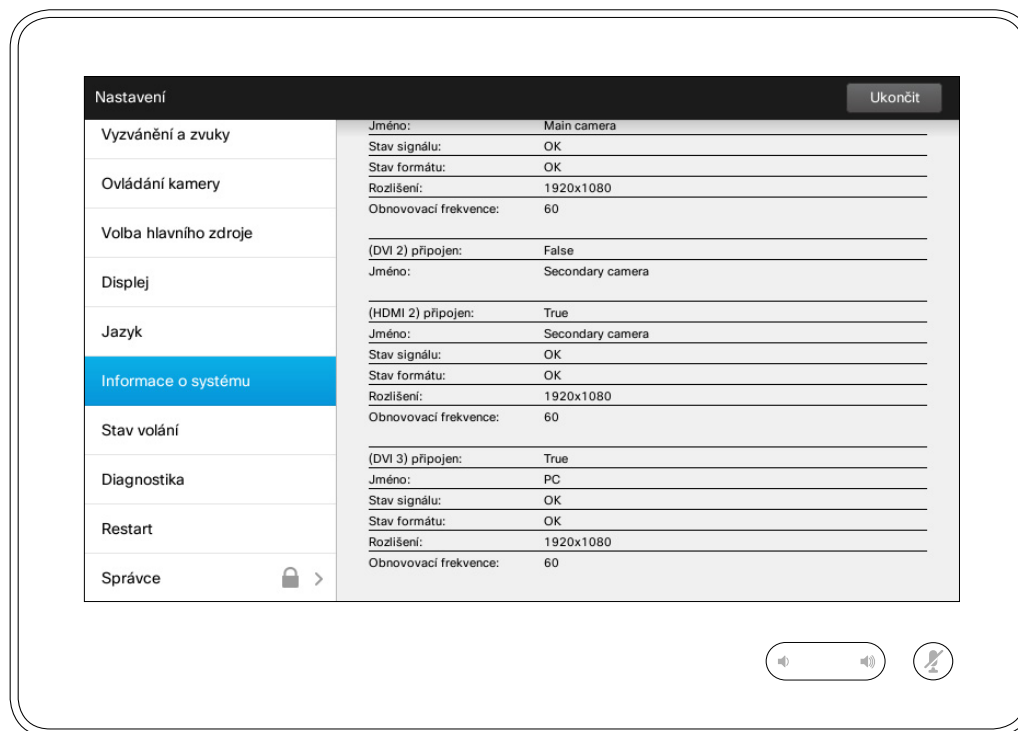 Nastavení
Ukončit
Vyzvánění a zvuky
Ovládání kamery
Volba hlavního zdroje
Displej
Jazyk
Informace o systému
Stav volání
Diagnostika
Restart
Správce
Jméno: Main camera
Stav signálu: OK
Stav formátu: OK
Rozlišení: 1920x1080
Obnovovací frekvence: 60
(DVI 2) připojen: False
Jméno: Secondary camera
(HDMI 2) připojen: True
Jméno: Secondary camera
Stav signálu: OK
Stav formátu: OK
Rozlišení: 1920x1080
Obnovovací frekvence: 60
(DVI 3) připojen: True
Jméno: PC
Stav signálu: OK
Stav formátu: OK
Rozlišení: 1920x1080
Obnovovací frekvence: 60